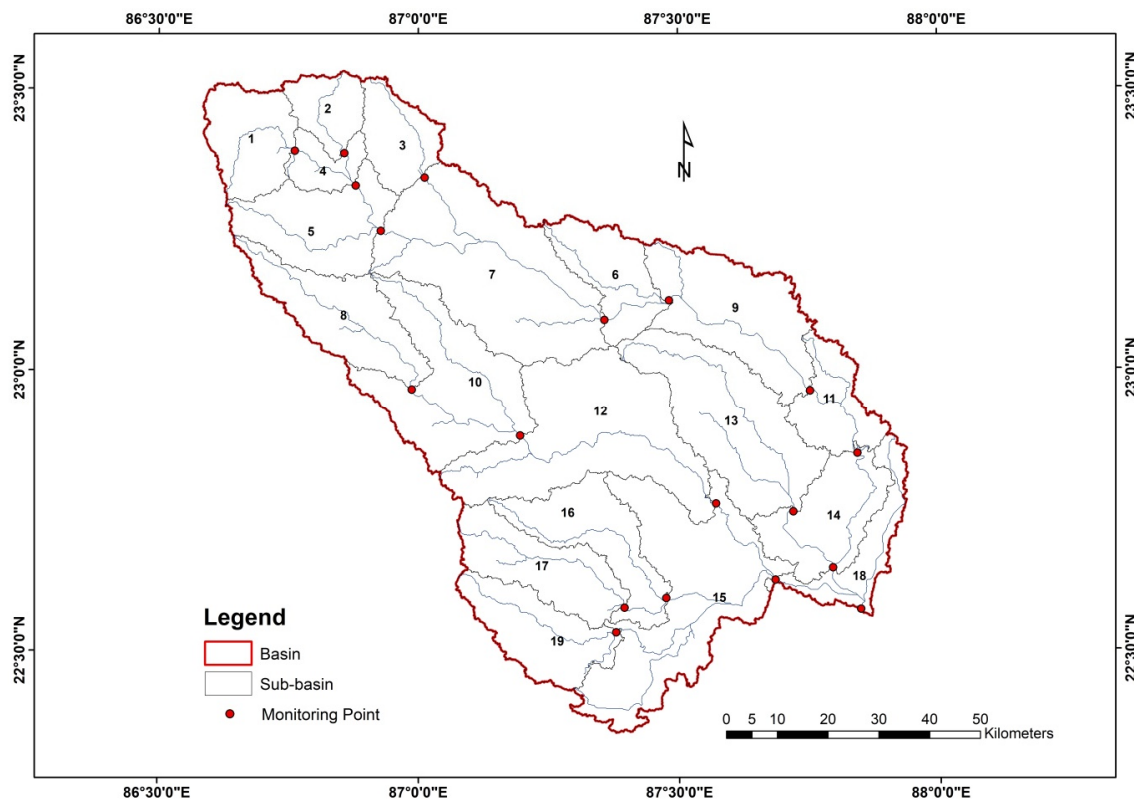 86°30'0"E 87°0'0"E 87°30'0"E 88°0'0"E
23°30'0"N 23°30'0"N
2
1
3
4
5
N
7
6
8
9
23°0'0"N 23°0'0"N
10
11
12
13
16
14
17
18
15
19
Legend
Basin
Sub-basin
Monitoring Point
22°30'0"N 22°30'0"N
0 5 10 20 30 40 50
Kilometers
86°30'0"E 87°0'0"E 87°30'0"E 88°0'0"E